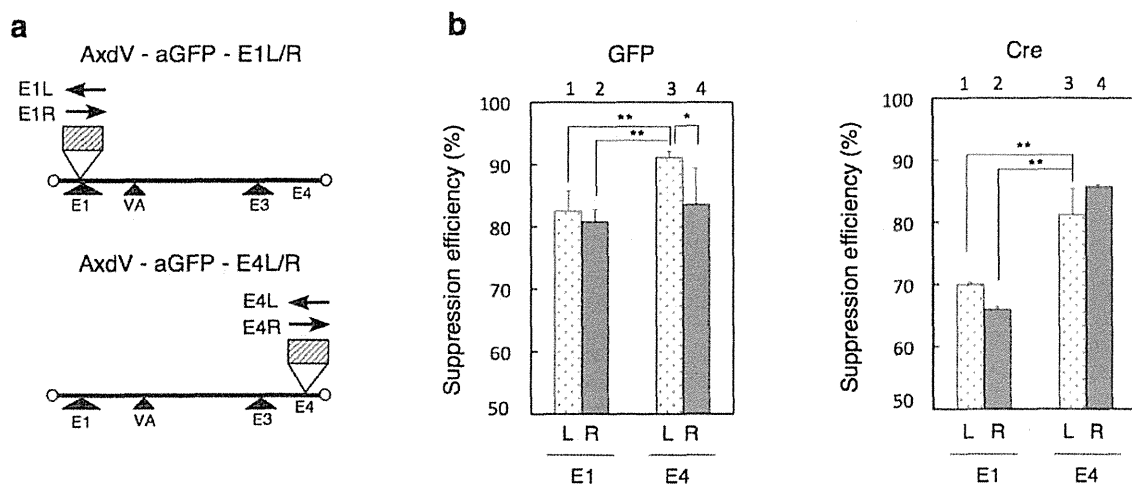 a
AxdV - aGFP - E1L/R
E1L
E1R
E1
VA
E3
E4
AxdV - aGFP - E4L/R
E4L
E4R
E1
VA
E3
E4
b
GFP
1 2 3 4
Suppression efficiency (%)
100
90
80
70
60
50
**
**
*
L R L R
E1 E4
Cre
1 2 3 4
Suppression efficiency (%)
100
90
80
70
60
50
**
**
L R L R
E1 E4